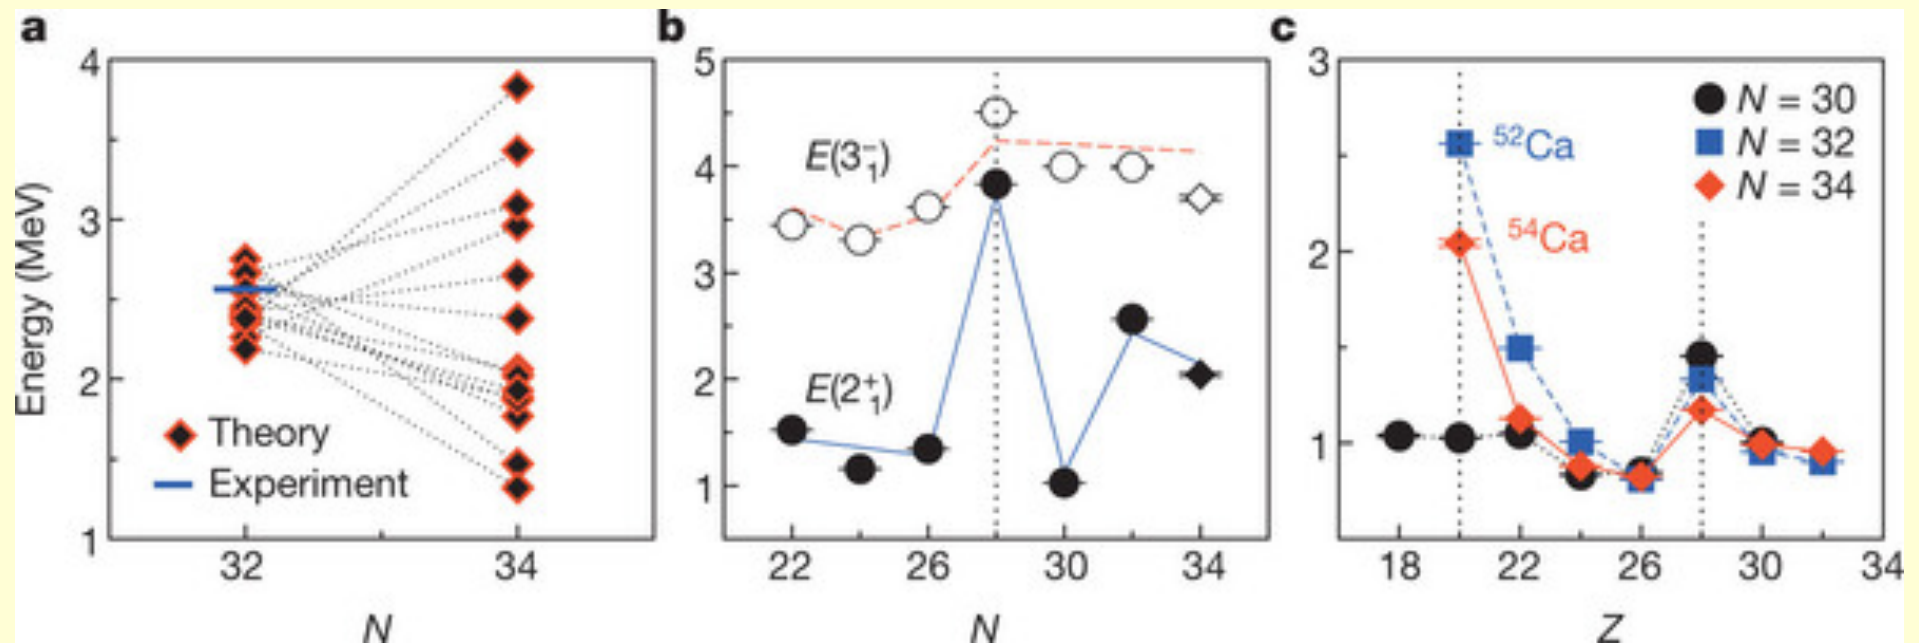 a
4
3
2
1
Energy (MeV)
Theory
Experiment
32 34
N
b
5
4
3
2
1
E(3⁻₁)
E(2⁺₁)
22 26 30 34
N
c
3
2
1
⁵²Ca
⁵⁴Ca
N = 30
N = 32
N = 34
18 22 26 30 34
Z